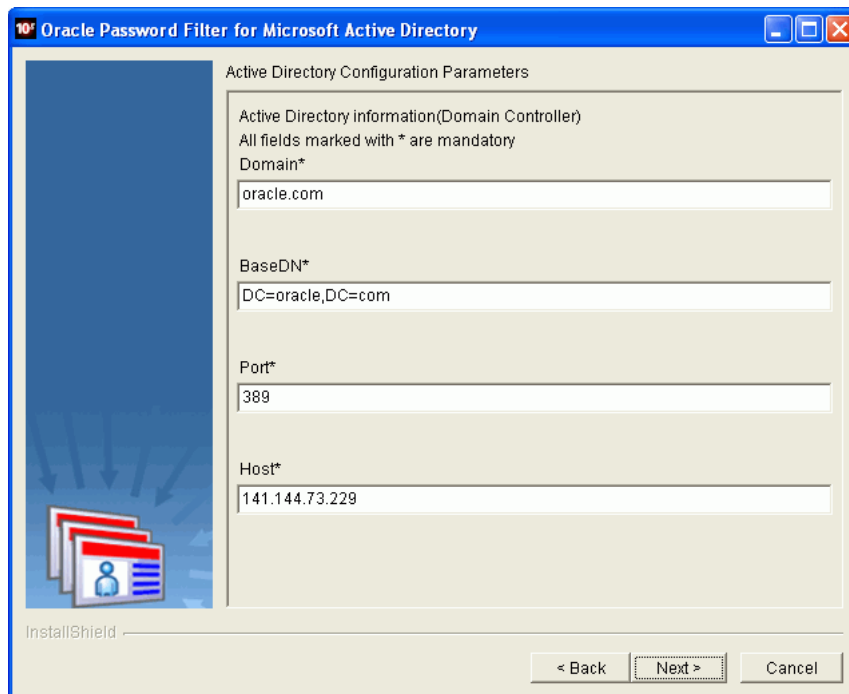 10g Oracle Password Filter for Microsoft Active Directory
Active Directory Configuration Parameters
Active Directory information(Domain Controller)
All fields marked with * are mandatory
Domain*
oracle.com
BaseDN*
DC=oracle,DC=com
Port*
389
Host*
141.144.73.229
InstallShield
< Back
Next >
Cancel